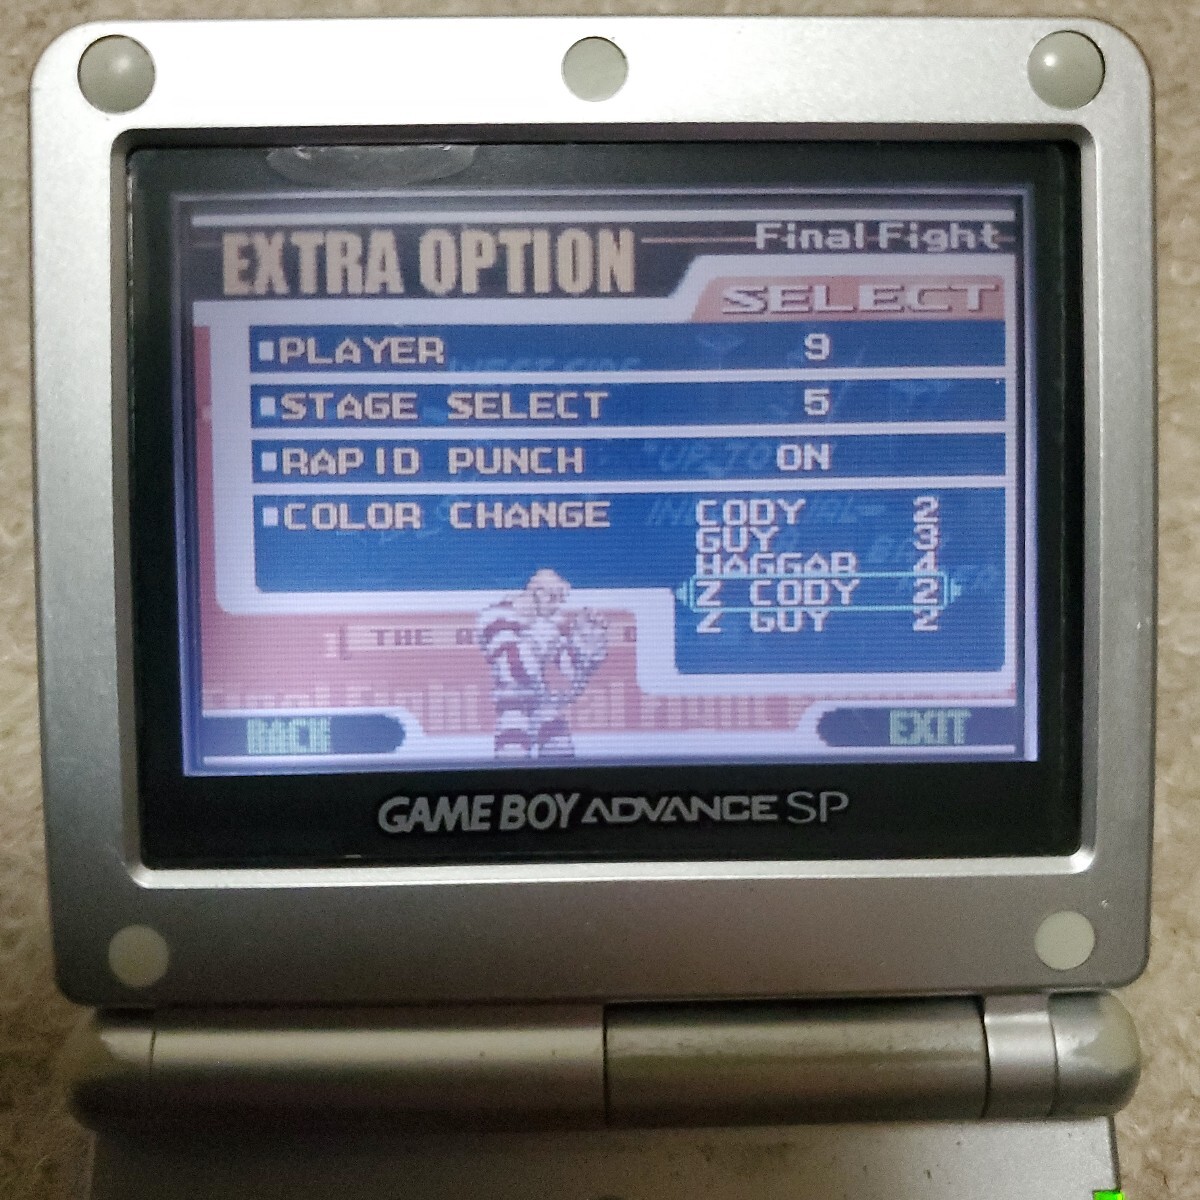 Final Fight
EXTRA OPTION
SELECT
PLAYER 9
STAGE SELECT 5
RAPID PUNCH ON
COLOR CHANGE CODY 2
GUY 3
HAGGAR 4
Z CODY 2
Z GUY 2
THE
BACK EXIT
GAME BOY ADVANCE SP